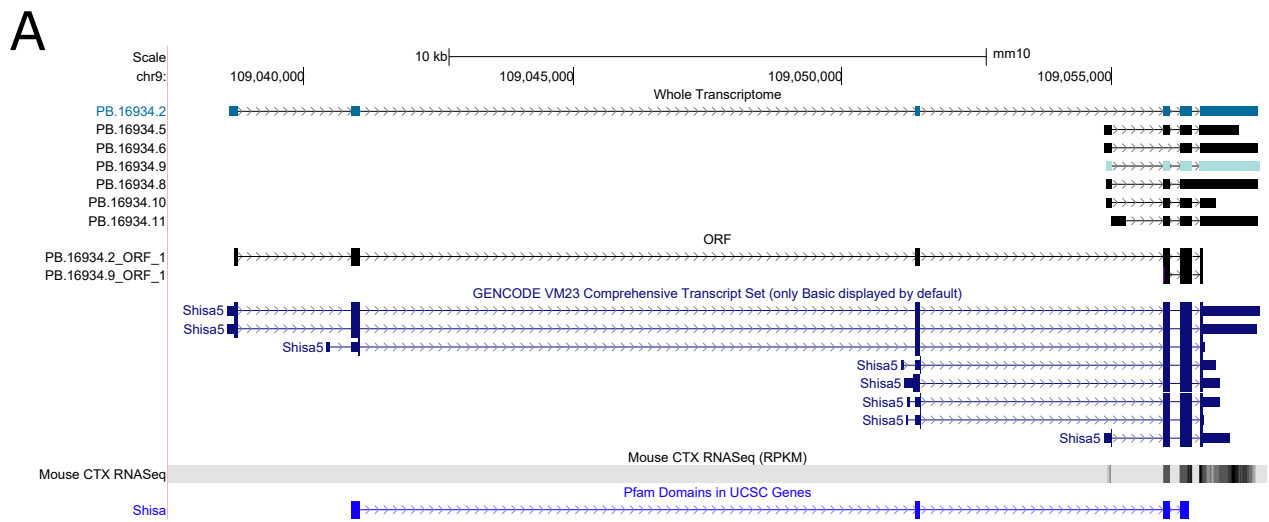 A
Scale 10 kb mm10
chr9: 109,040,000 109,045,000 109,050,000 109,055,000
Whole Transcriptome
PB.16934.2
PB.16934.5
PB.16934.6
PB.16934.9
PB.16934.8
PB.16934.10
PB.16934.11
ORF
PB.16934.2_ORF_1
PB.16934.9_ORF_1
GENCODE VM23 Comprehensive Transcript Set (only Basic displayed by default)
Shisa5
Shisa5
Shisa5
Shisa5
Shisa5
Shisa5
Shisa5
Shisa5
Mouse CTX RNASeq (RPKM)
Mouse CTX RNASeq
Pfam Domains in UCSC Genes
Shisa